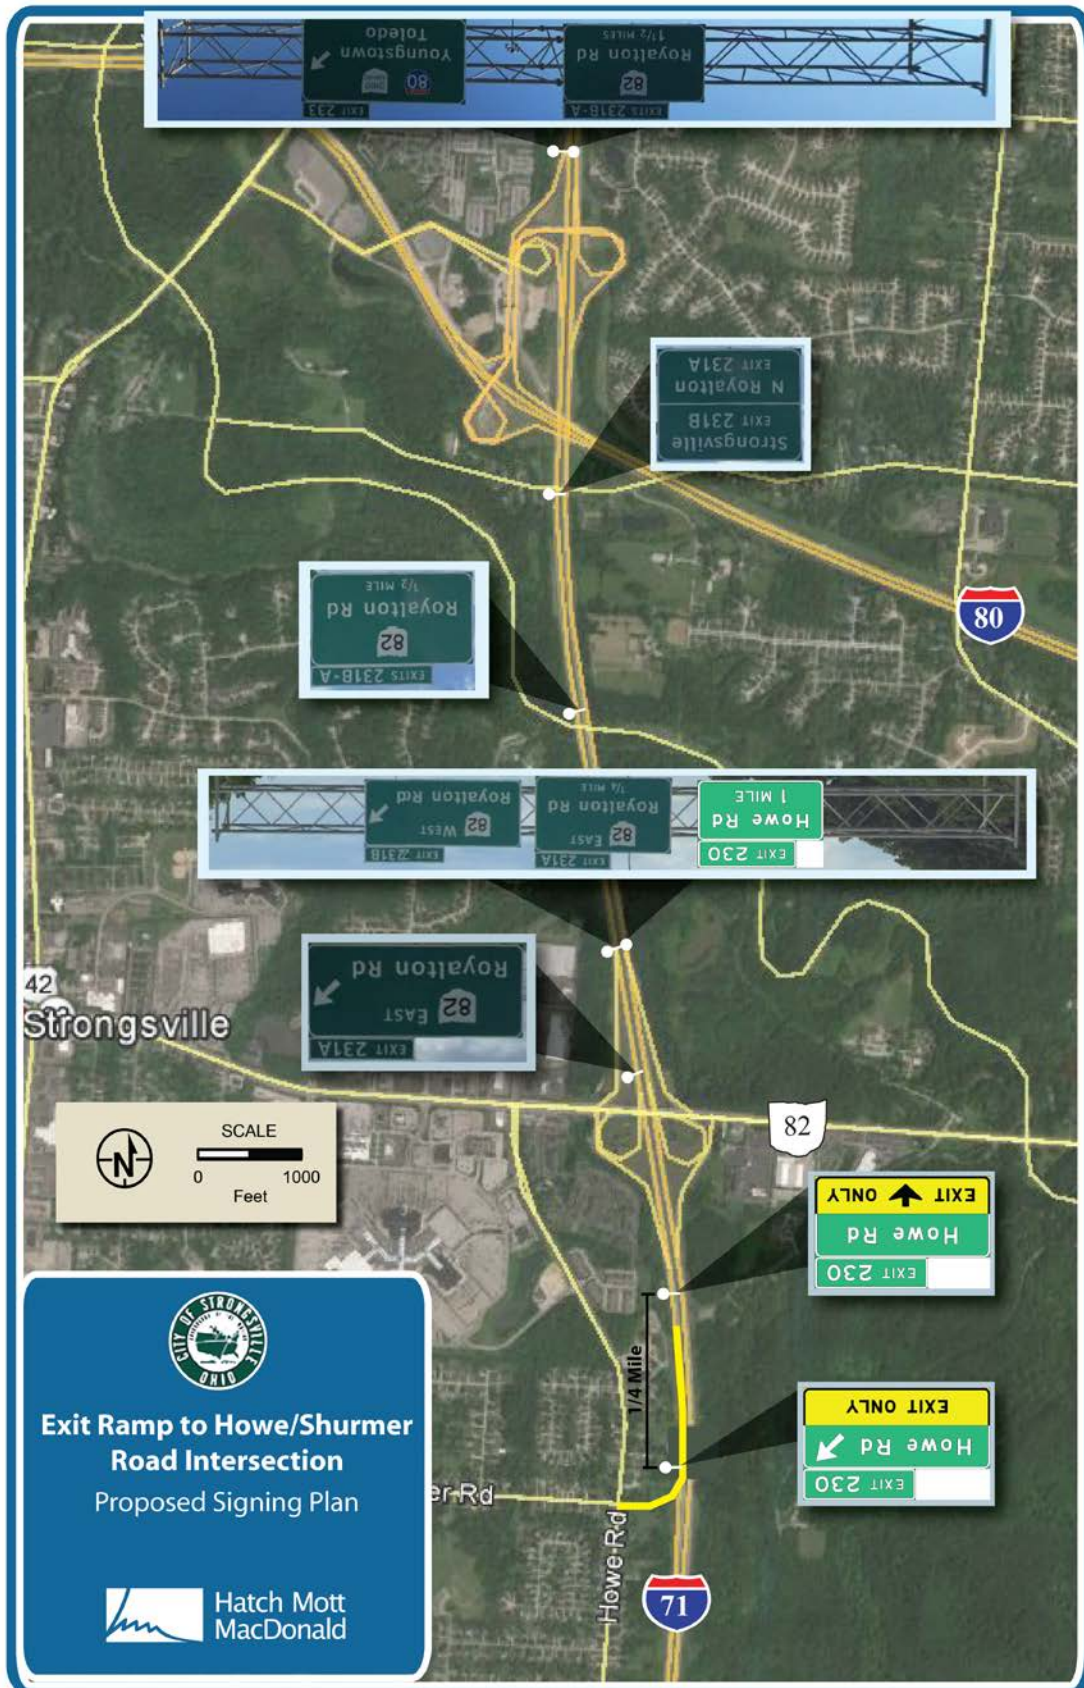 EXIT 233
80
Youngstown
Toledo
EXITS 231B-A
82
Royalton Rd
1 1/2 MILES
Strongsville
EXIT 231B
N Royalton
EXIT 231A
80
EXITS 231B-A
82
Royalton Rd
1/2 MILE
EXIT 230
Howe Rd
1 MILE
EXIT 231A
82 EAST
Royalton Rd
1/4 MILE
EXIT 231B
82 WEST
Royalton Rd
EXIT 231A
82 EAST
Royalton Rd
42
Strongsville
SCALE
N
0 1000
Feet
82
EXIT 230
Howe Rd
EXIT ONLY
1/4 Mile
EXIT 230
Howe Rd
EXIT ONLY
CITY OF STRONGSVILLE
OHIO
Exit Ramp to Howe/Shurmer
Road Intersection
Proposed Signing Plan
er Rd
Howe Rd
71
Hatch Mott
MacDonald